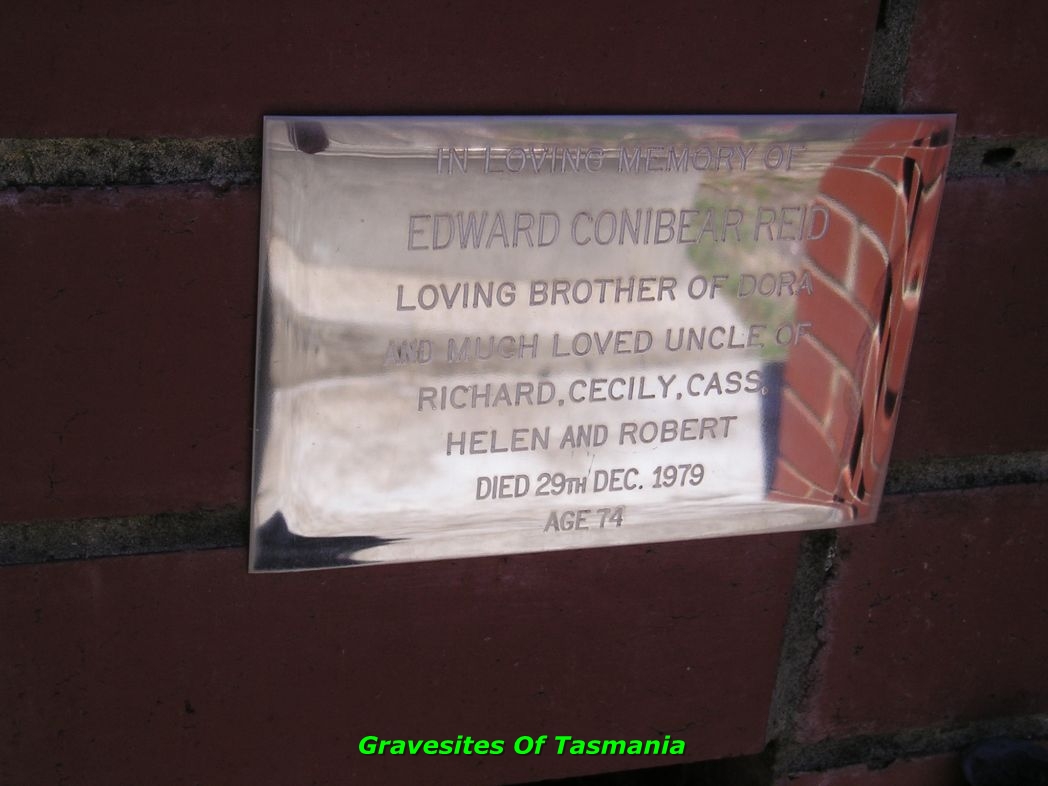 IN LOVING MEMORY OF
EDWARD CONIBEAR REID
LOVING BROTHER OF DORA
AND MUCH LOVED UNCLE OF
RICHARD, CECILY, CASS,
HELEN AND ROBERT
DIED 29TH DEC. 1979
AGE 74
Gravesites Of Tasmania